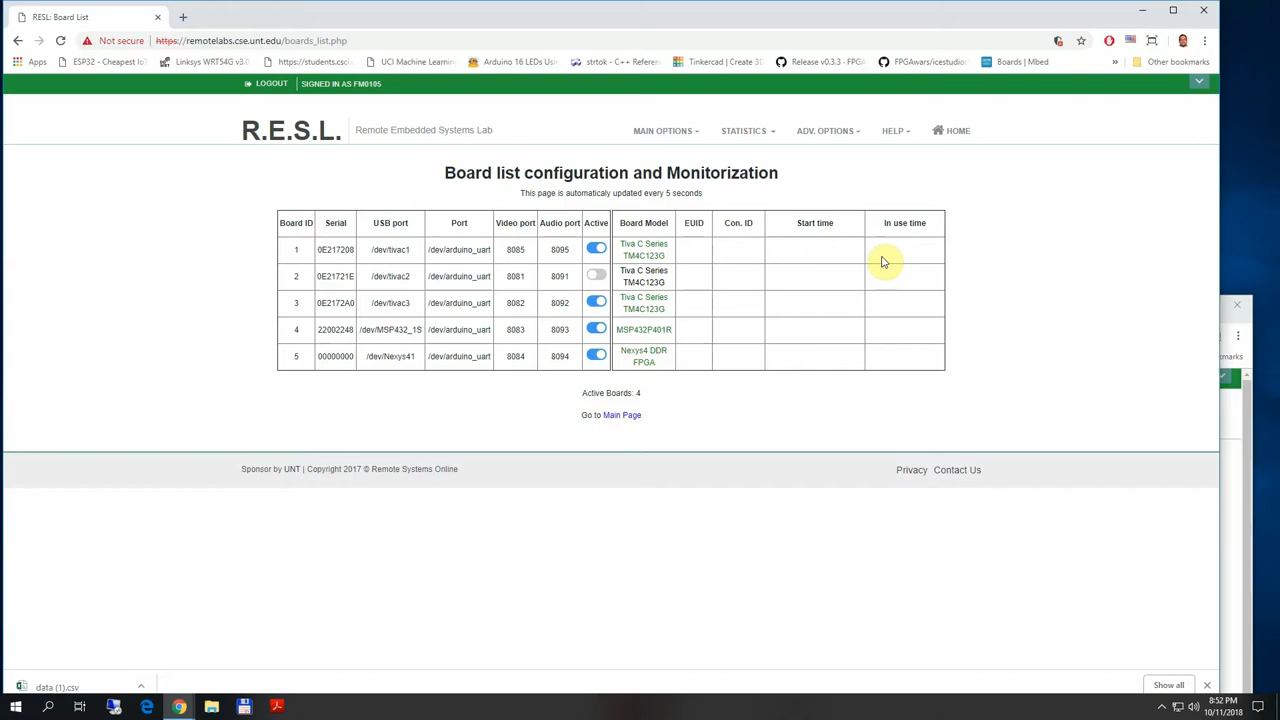 RESL: Board List
Not secure https://remotelabs.cse.unt.edu/boards_list.php
Apps ESP32 - Cheapest IoT Linksys WRT54G v3.0 https://students.csci UCI Machine Learning Arduino 16 LEDs Using strtok - C++ Referen Tinkercad | Create 3D Release v0.3.3 · FPGA FPGAwars/icestudio: Boards | Mbed » Other bookmarks
LOGOUT SIGNED IN AS FM0105
R.E.S.L. Remote Embedded Systems Lab MAIN OPTIONS STATISTICS ADV. OPTIONS HELP HOME
Board list configuration and Monitorization
This page is automaticaly updated every 5 seconds
Board ID Serial USB port Port Video port Audio port Active Board Model EUID Con. ID Start time In use time
1 0E217208 /dev/tivac1 /dev/arduino_uart 8085 8095 Tiva C Series TM4C123G
2 0E21721E /dev/tivac2 /dev/arduino_uart 8081 8091 Tiva C Series TM4C123G
3 0E2172A0 /dev/tivac3 /dev/arduino_uart 8082 8092 Tiva C Series TM4C123G
4 22002248 /dev/MSP432_1S /dev/arduino_uart 8083 8093 MSP432P401R
5 00000000 /dev/Nexys41 /dev/arduino_uart 8084 8094 Nexys4 DDR FPGA
Active Boards: 4
Go to Main Page
Sponsor by UNT | Copyright 2017 © Remote Systems Online Privacy Contact Us
marks
data (1).csv Show all
8:52 PM
10/11/2018